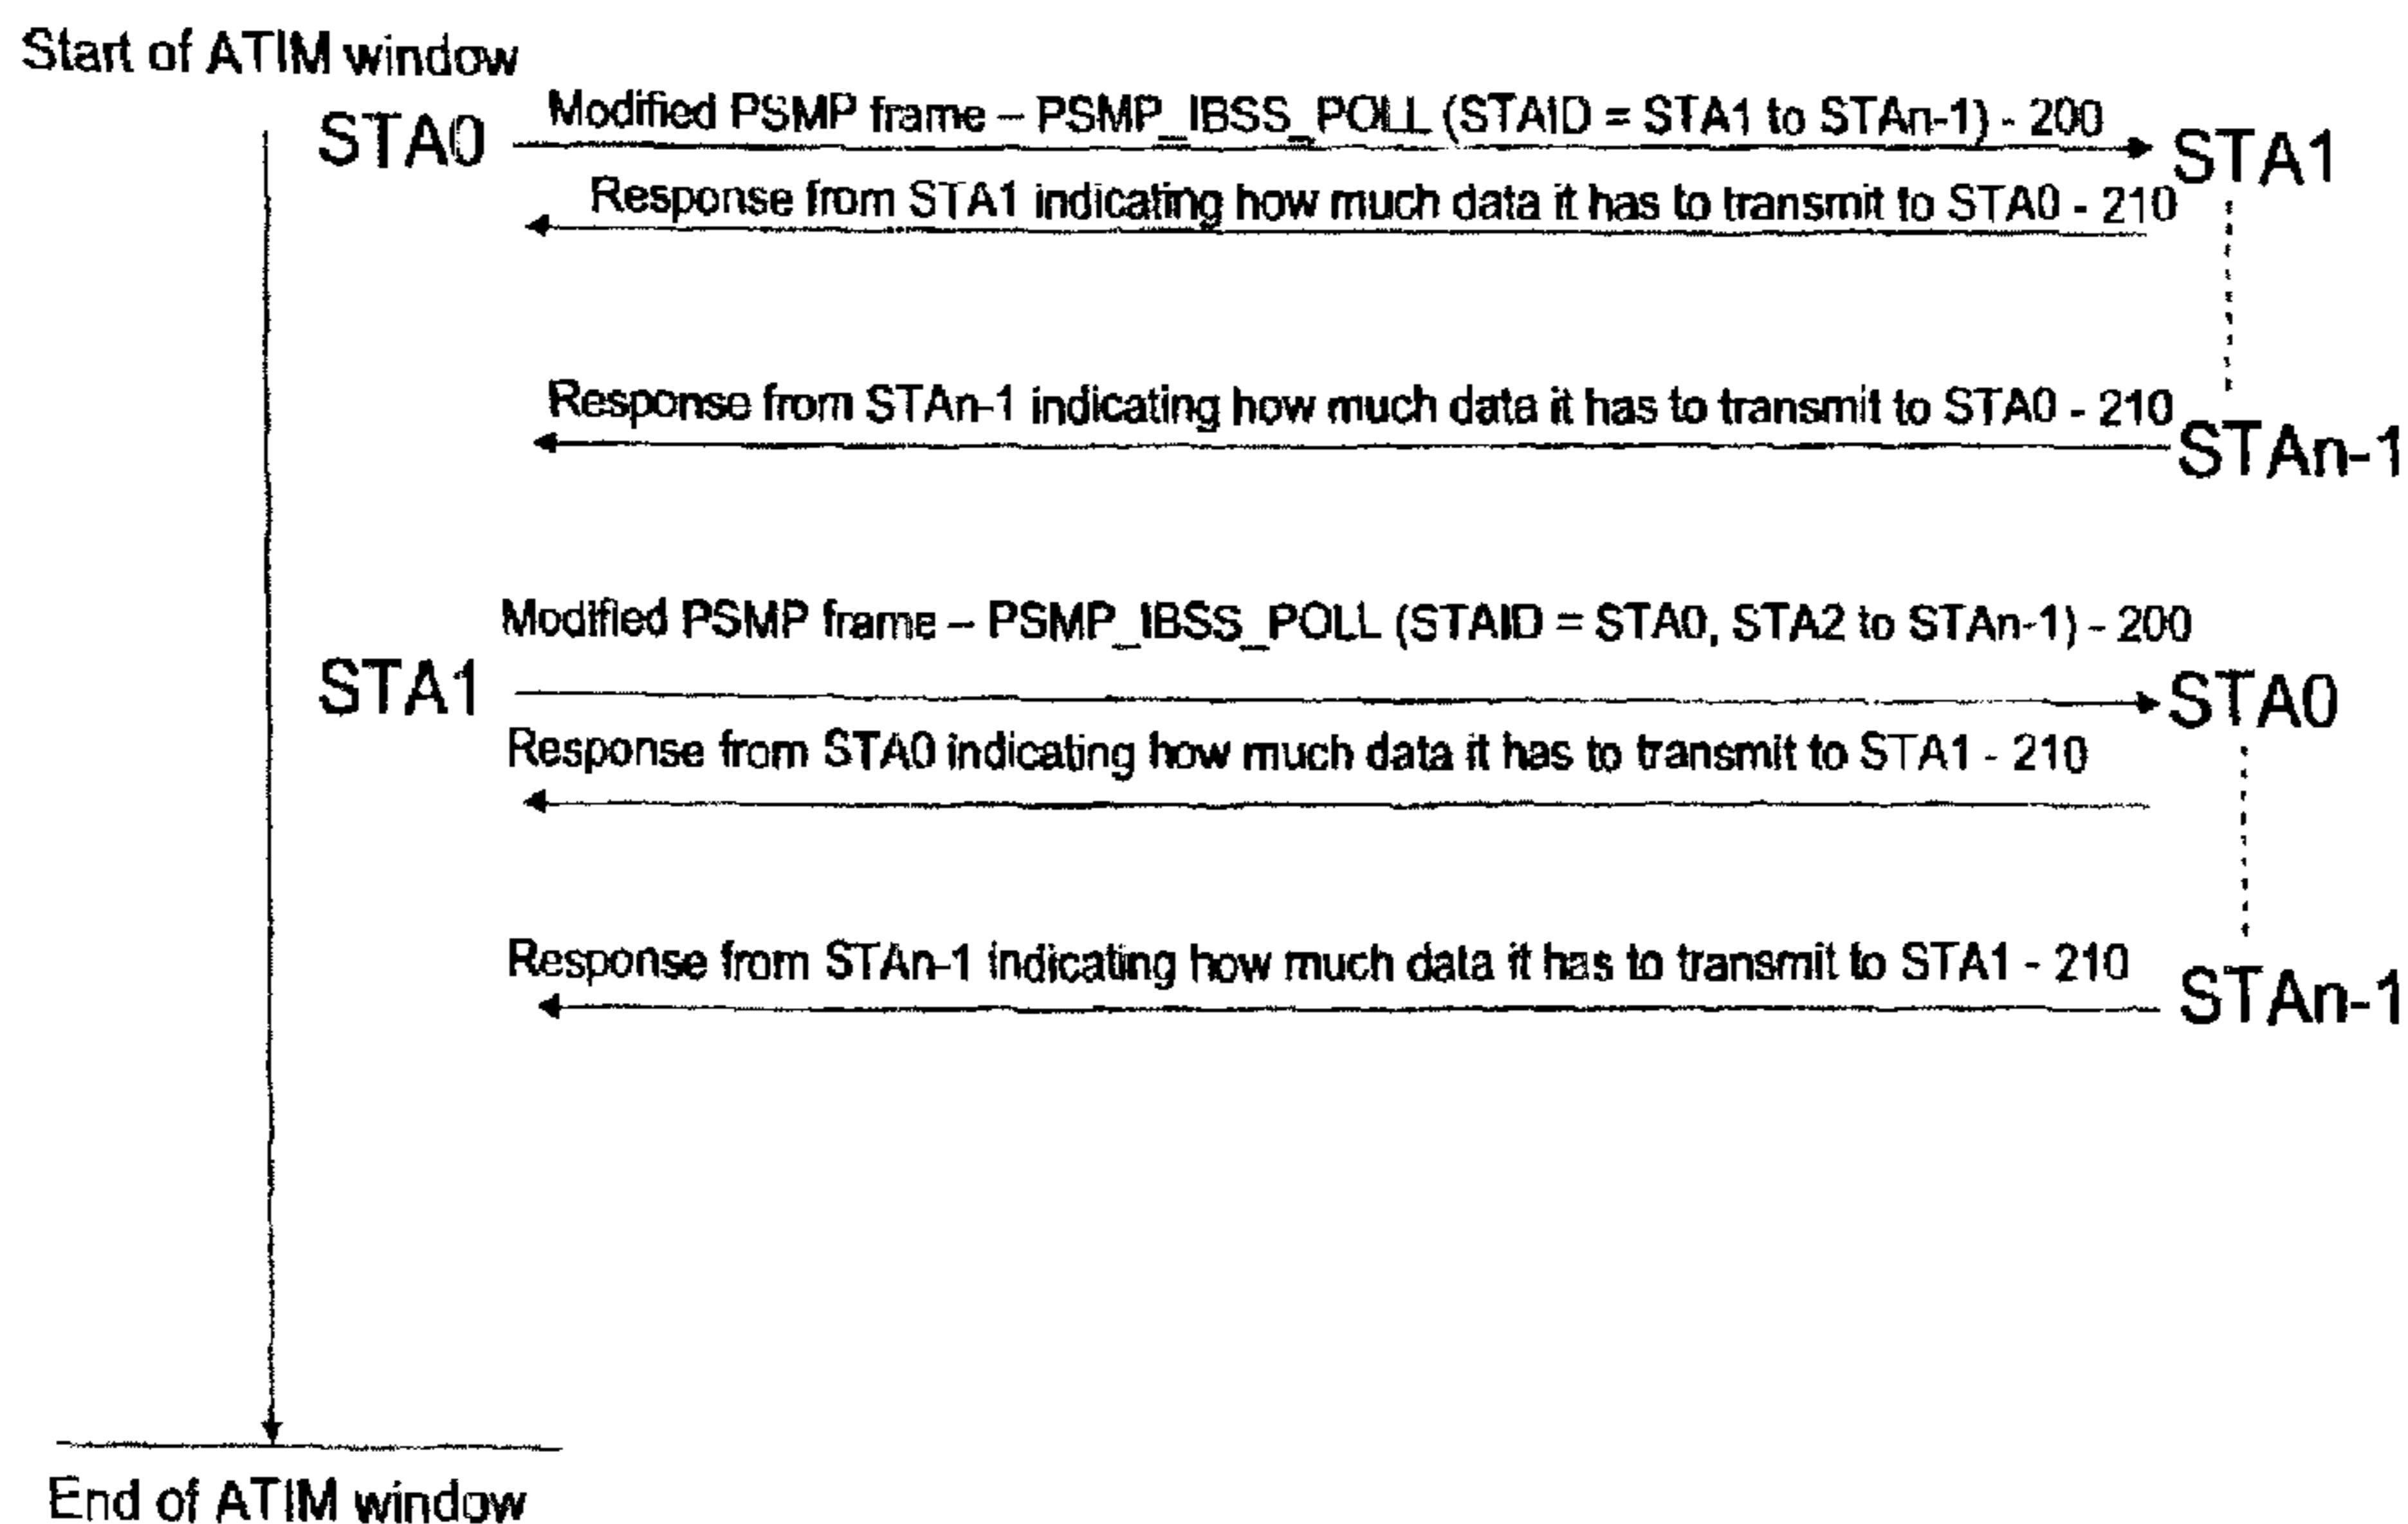 Start of ATIM window
Modified PSMP frame – PSMP_IBSS_POLL (STAID = STA1 to STAn-1) - 200
STA0
STA1
Response from STA1 indicating how much data it has to transmit to STA0 - 210
Response from STAn-1 indicating how much data it has to transmit to STA0 - 210
STAn-1
Modified PSMP frame – PSMP_IBSS_POLL (STAID = STA0, STA2 to STAn-1) - 200
STA1
STA0
Response from STA0 indicating how much data it has to transmit to STA1 - 210
Response from STAn-1 indicating how much data it has to transmit to STA1 - 210
STAn-1
End of ATIM window